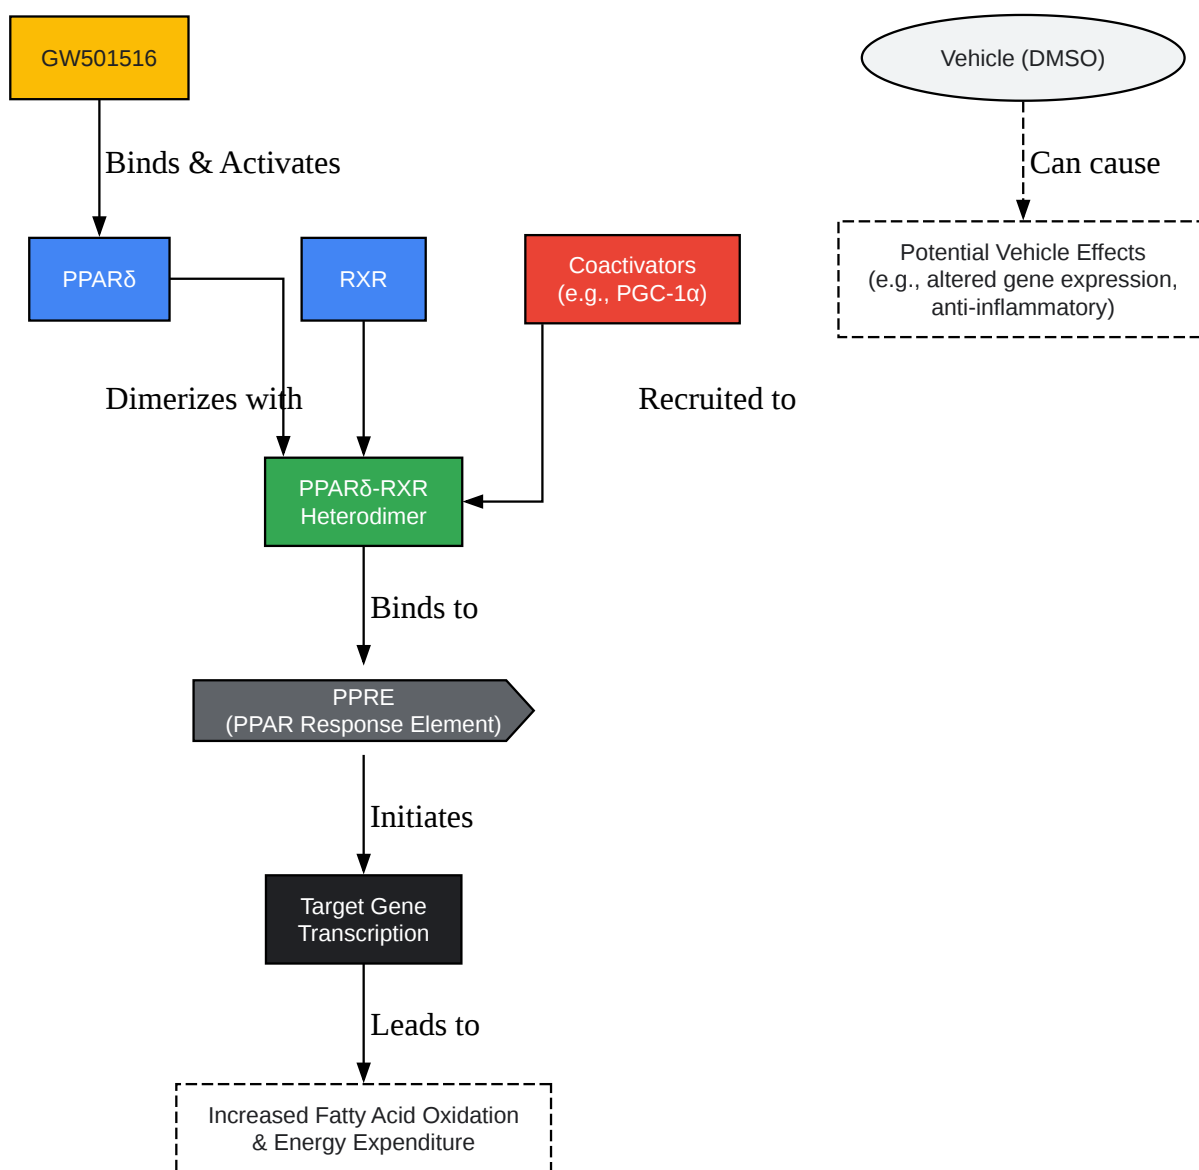 GW501516
Vehicle (DMSO)
Binds & Activates
Can cause
PPARδ
RXR
Coactivators
(e.g., PGC-1α)
Potential Vehicle Effects
(e.g., altered gene expression,
anti-inflammatory)
Dimerizes with
Recruited to
PPARδ-RXR
Heterodimer
Binds to
PPRE
(PPAR Response Element)
Initiates
Target Gene
Transcription
Leads to
Increased Fatty Acid Oxidation
& Energy Expenditure